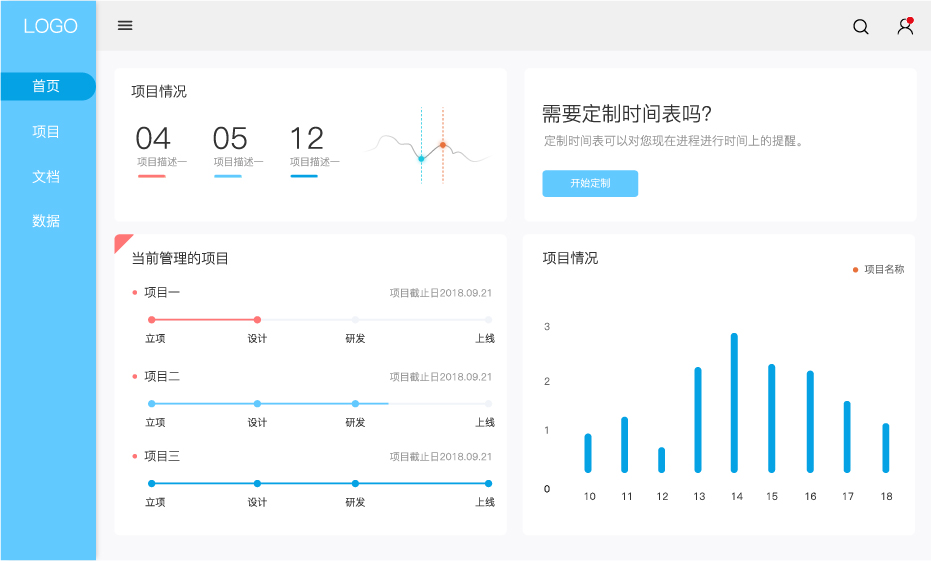 LOGO
首页
项目
文档
数据
项目情况
04 05 12
项目描述一 项目描述一 项目描述一
需要定制时间表吗?
定制时间表可以对您现在进程进行时间上的提醒。
开始定制
当前管理的项目
项目一 项目截止日2018.09.21
立项 设计 研发 上线
项目二 项目截止日2018.09.21
立项 设计 研发 上线
项目三 项目截止日2018.09.21
立项 设计 研发 上线
项目情况
项目名称
3
2
1
0
10 11 12 13 14 15 16 17 18